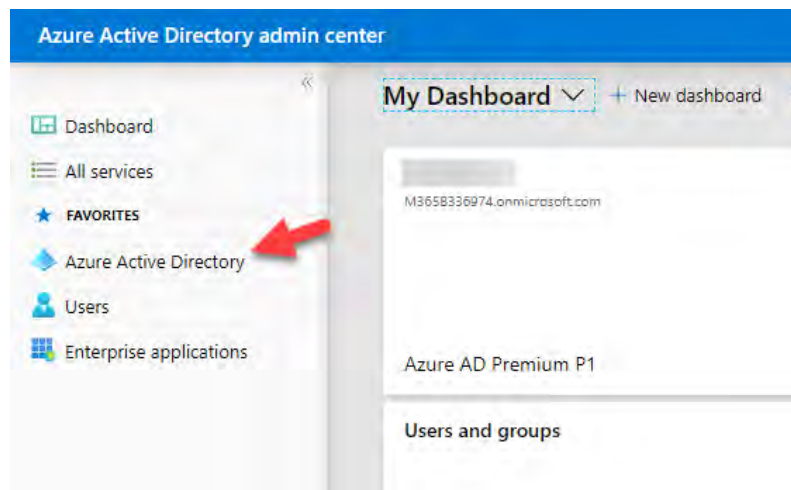 Azure Active Directory admin center
«
My Dashboard + New dashboard
Dashboard
All services
FAVORITES
Azure Active Directory
Users
Enterprise applications
M3658336974.onmicrosoft.com
Azure AD Premium P1
Users and groups